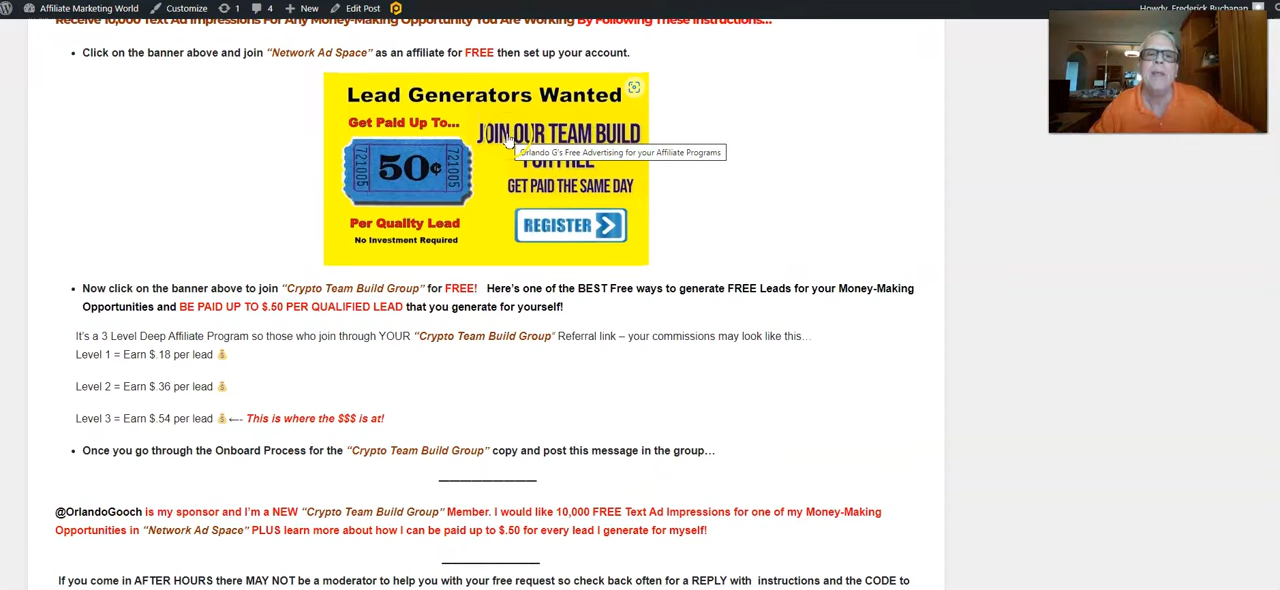 Affiliate Marketing World Customize 1 4 New Edit Post Howdy, Frederick Buchanan
Receive 10,000 Text Ad Impressions For Any Money-Making Opportunity You Are Working By Following These Instructions…
• Click on the banner above and join “Network Ad Space” as an affiliate for FREE then set up your account.
Lead Generators Wanted
Get Paid Up To...
JOIN OUR TEAM BUILD
Orlando G's Free Advertising for your Affiliate Programs
FOR FREE
721005 50¢ 721005
GET PAID THE SAME DAY
Per Quality Lead
REGISTER
No Investment Required
• Now click on the banner above to join “Crypto Team Build Group” for FREE! Here’s one of the BEST Free ways to generate FREE Leads for your Money-Making
Opportunities and BE PAID UP TO $.50 PER QUALIFIED LEAD that you generate for yourself!
It’s a 3 Level Deep Affiliate Program so those who join through YOUR “Crypto Team Build Group” Referral link – your commissions may look like this…
Level 1 = Earn $.18 per lead
Level 2 = Earn $.36 per lead
Level 3 = Earn $.54 per lead ←- This is where the $$$ is at!
• Once you go through the Onboard Process for the “Crypto Team Build Group” copy and post this message in the group…
——————————
@OrlandoGooch is my sponsor and I’m a NEW “Crypto Team Build Group” Member. I would like 10,000 FREE Text Ad Impressions for one of my Money-Making
Opportunities in “Network Ad Space” PLUS learn more about how I can be paid up to $.50 for every lead I generate for myself!
——————————
If you come in AFTER HOURS there MAY NOT be a moderator to help you with your free request so check back often for a REPLY with instructions and the CODE to